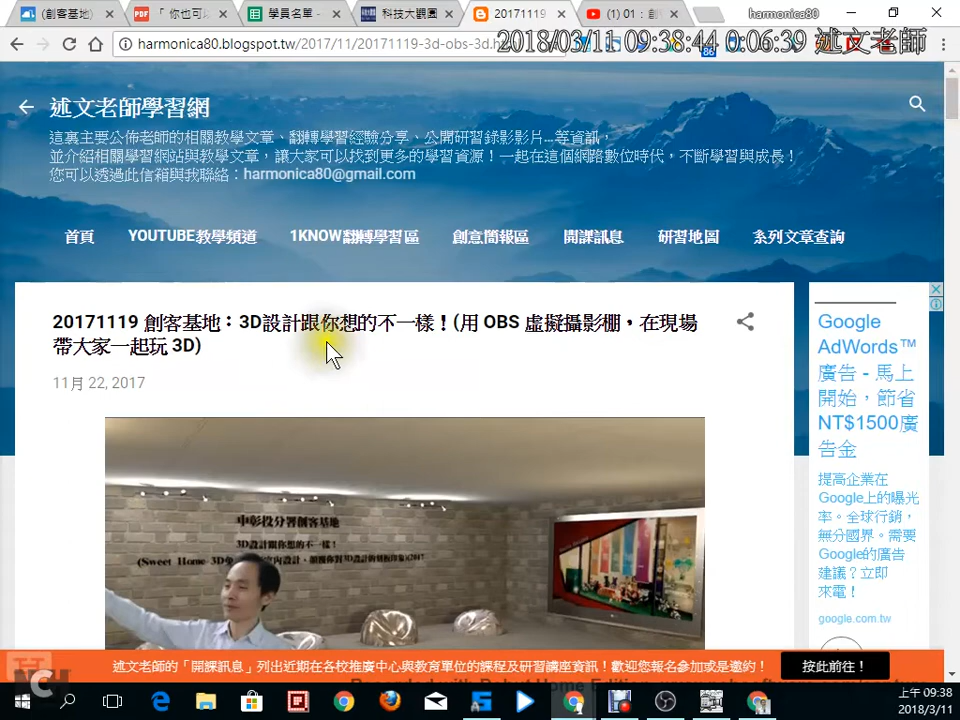 (創客基地)
「 你也可以
學員名單 -
科技大觀園
20171119
(1) 01：創
harmonica80
harmonica80.blogspot.tw/2017/11/20171119-3d-obs-3d.h
2018/03/11 09:38:44 0:06:39 述文老師
86
述文老師學習網
這裏主要公佈老師的相關教學文章、翻轉學習經驗分享、公開研習錄影影片...等資訊，
並介紹相關學習網站與教學文章，讓大家可以找到更多的學習資源！一起在這個網路數位時代，不斷學習與成長！
您可以透過此信箱與我聯絡：harmonica80@gmail.com
首頁 YOUTUBE教學頻道 1KNOW翻轉學習區 創意簡報區 開課訊息 研習地圖 系列文章查詢
20171119 創客基地：3D設計跟你想的不一樣！(用 OBS 虛擬攝影棚，在現場
帶大家一起玩 3D)
11月 22, 2017
中彰投分署創客基地
3D設計跟你想的不一樣！
(Sweet Home 3D
Google
AdWords™
廣告 - 馬上
開始，節省
NT$1500廣
告金
提高企業在
Google上的曝光
率。全球行銷，
無分國界。需要
Google的廣告
建議？立即
來電！
google.com.tw
述文老師的「開課訊息」列出近期在各校推廣中心與教育單位的課程及研習講座資訊！歡迎您報名參加或是邀約！ 按此前往！
上午 09:38
2018/3/11